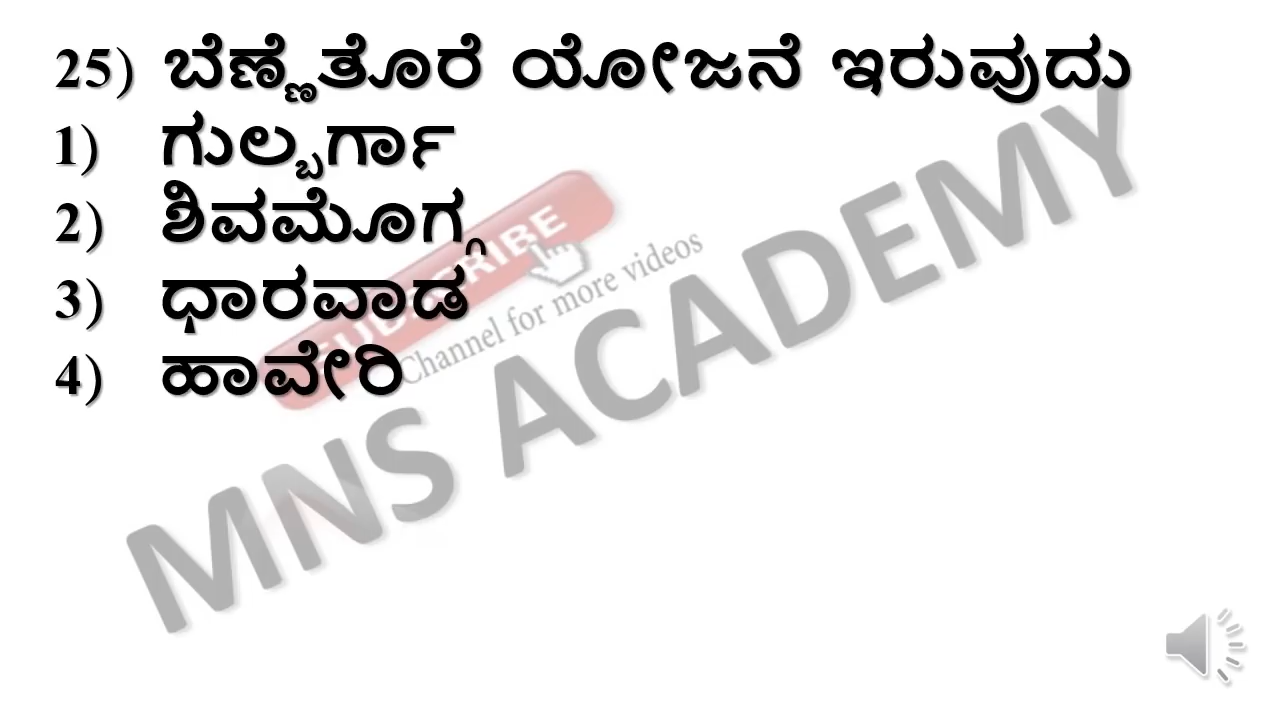 25) ಬೆಣ್ಣೆತೊರೆ ಯೋಜನೆ ಇರುವುದು
1) ಗುಲ್ಬರ್ಗಾ
2) ಶಿವಮೊಗ್ಗ
3) ಧಾರವಾಡ
4) ಹಾವೇರಿ
SUBSCRIBE
Channel for more videos
MNS ACADEMY